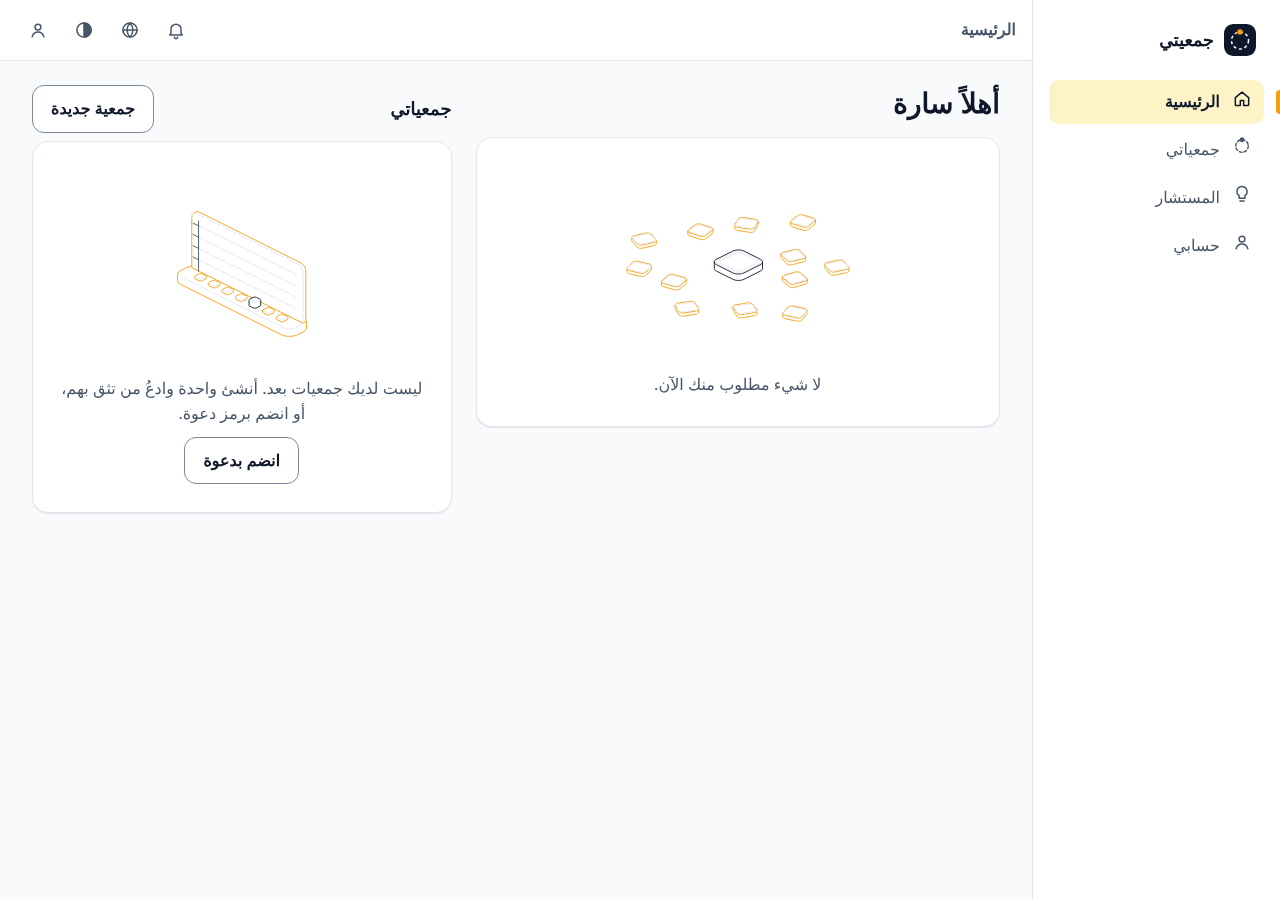 جمعيتي
الرئيسية
جمعياتي
المستشار
حسابي
الرئيسية
أهلاً سارة
لا شيء مطلوب منك الآن.
جمعياتي
جمعية جديدة
ليست لديك جمعيات بعد. أنشئ واحدة وادعُ من تثق بهم،
أو انضم برمز دعوة.
انضم بدعوة